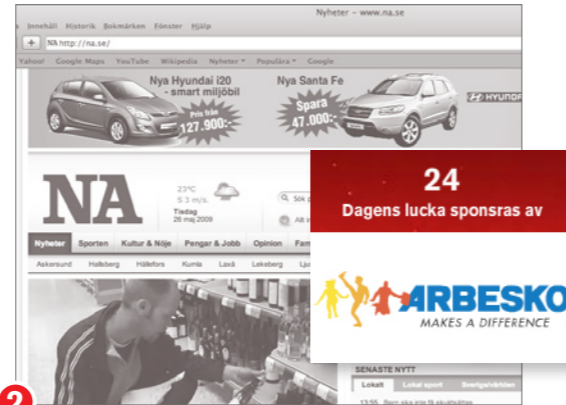 Nyheter – www.na.se
Innehåll Historik Bokmärken Fönster Hjälp
+ NA http://na.se/
Yahoo! Google Maps YouTube Wikipedia Nyheter ▾ Populära ▾ Google
Nya Hyundai i20
- smart miljöbil
Pris från
127.900:-
Nya Santa Fe
Spara
47.000:-
NA
23°C
S 3 m/s
Tisdag
26 maj 2009
Sök
24
Dagens lucka sponsras av
Nyheter Sporten Kultur & Nöje Pengar & Jobb Opinion
Askersund Hallsberg Hällefors Kumla Laxå Lekeberg
ARBESKO
MAKES A DIFFERENCE
SENASTE NYTT
Lokalt Lokal sport Sverige/världen
13:55
2